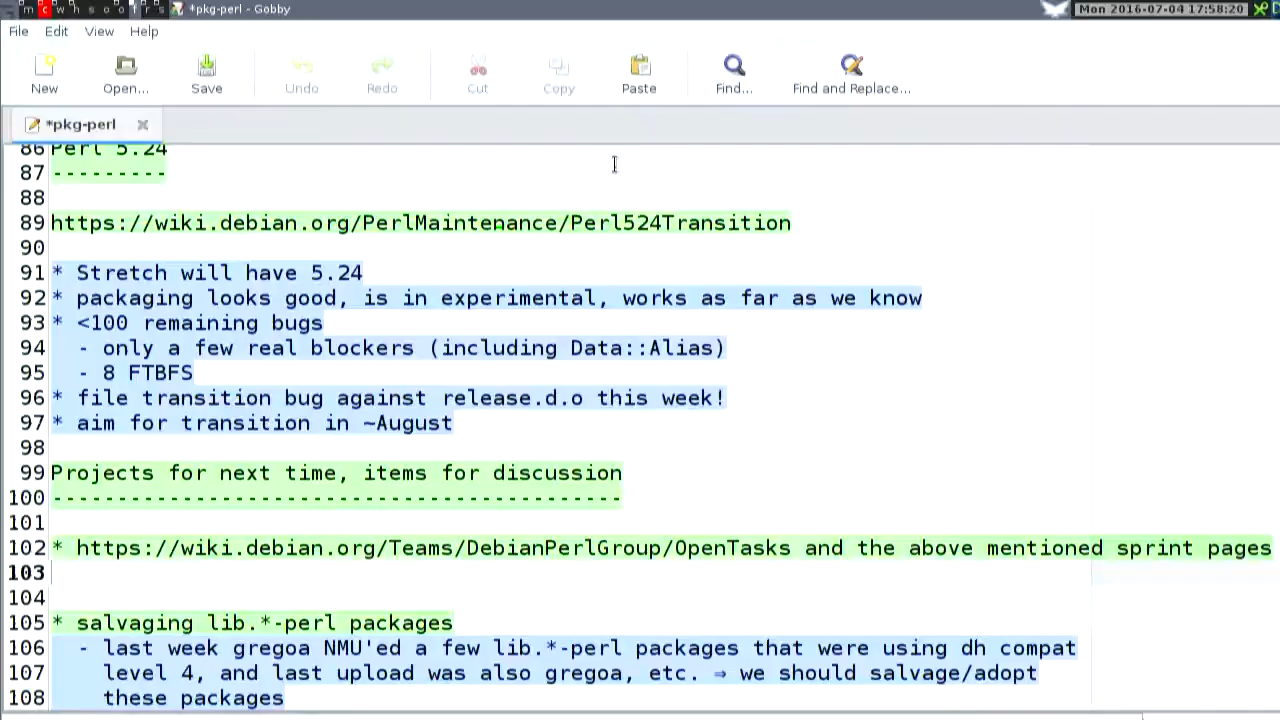 m c w h s o o f r s *pkg-perl - Gobby
Mon 2016-07-04 17:58:20
File Edit View Help
New Open... Save Undo Redo Cut Copy Paste Find... Find and Replace...
*pkg-perl
86 Perl 5.24
87 ---------
88
89 https://wiki.debian.org/PerlMaintenance/Perl524Transition
90
91 * Stretch will have 5.24
92 * packaging looks good, is in experimental, works as far as we know
93 * <100 remaining bugs
94 - only a few real blockers (including Data::Alias)
95 - 8 FTBFS
96 * file transition bug against release.d.o this week!
97 * aim for transition in ~August
98
99 Projects for next time, items for discussion
100 --------------------------------------------
101
102 * https://wiki.debian.org/Teams/DebianPerlGroup/OpenTasks and the above mentioned sprint pages
103
104
105 * salvaging lib.*-perl packages
106 - last week gregoa NMU'ed a few lib.*-perl packages that were using dh compat
107 level 4, and last upload was also gregoa, etc. ⇒ we should salvage/adopt
108 these packages